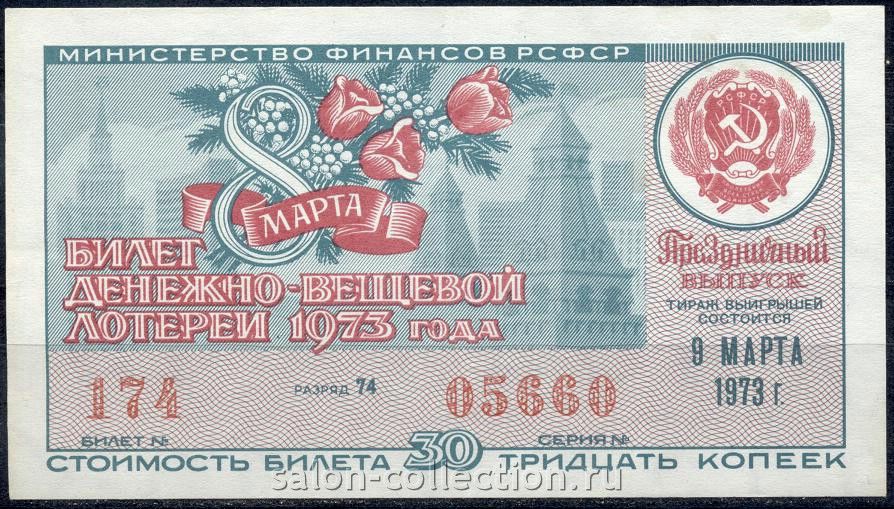 МИНИСТЕРСТВО ФИНАНСОВ РСФСР
8
МАРТА
БИЛЕТ
ДЕНЕЖНО-ВЕЩЕВОЙ
ЛОТЕРЕИ 1973 ГОДА
РСФСР
Праздничный
ВЫПУСК
ТИРАЖ ВЫИГРЫШЕЙ
СОСТОИТСЯ
9 МАРТА
1973 г.
174
РАЗРЯД 74
05660
БИЛЕТ №
СЕРИЯ №
СТОИМОСТЬ БИЛЕТА 30 ТРИДЦАТЬ КОПЕЕК
salon-collection.ru